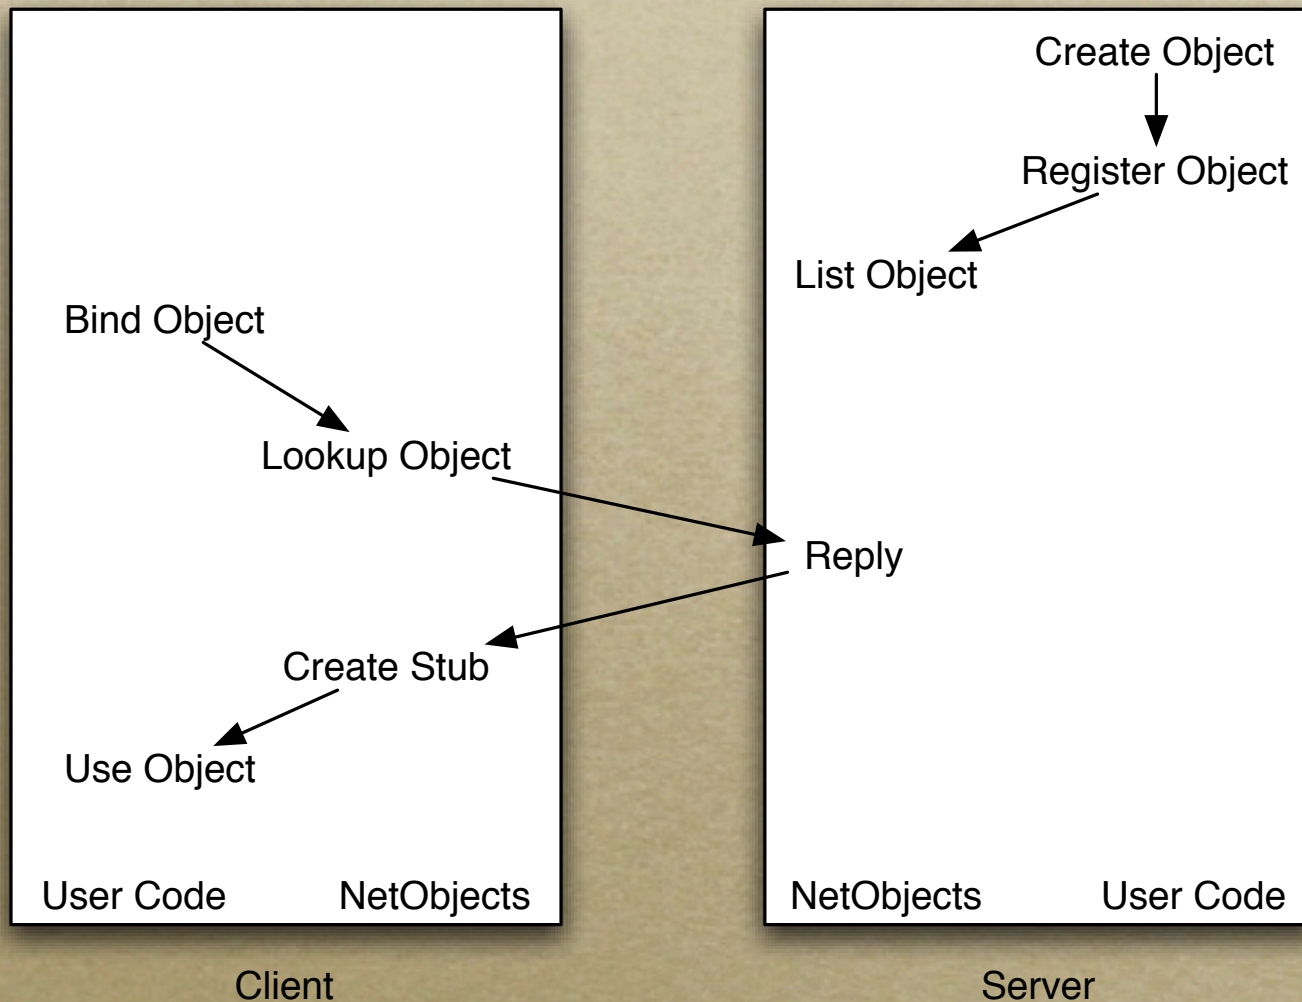 Create Object
Register Object
List Object
Bind Object
Lookup Object
Reply
Create Stub
Use Object
User Code
NetObjects
NetObjects
User Code
Client
Server